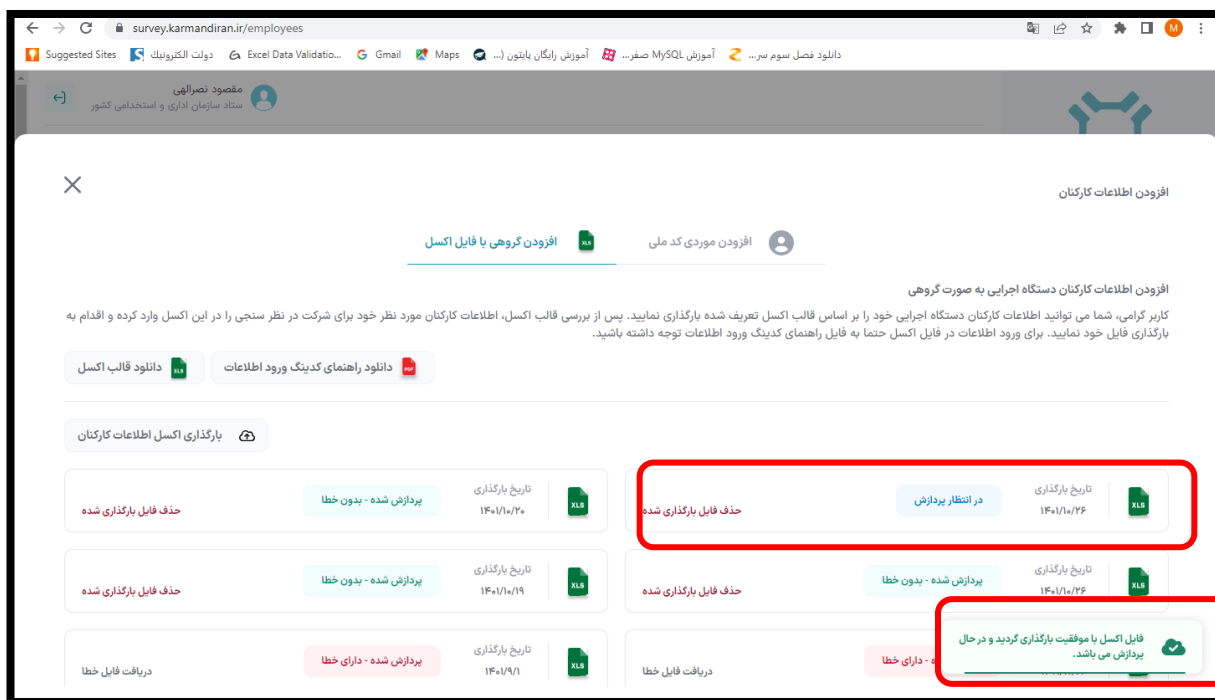 survey.karmandiran.ir/employees
M
Suggested Sites
دولت الكترونيك
Excel Data Validatio...
Gmail
Maps
آموزش رایگان پایتون (...
آموزش MySQL صفر...
دانلود فصل سوم سر...
مقصود نصرالهی
ستاد سازمان اداری و استخدامی کشور
افزودن اطلاعات کارکنان
افزودن موردی کد ملی
XLS
افزودن گروهی با فایل اکسل
افزودن اطلاعات کارکنان دستگاه اجرایی به صورت گروهی
کاربر گرامی، شما می توانید اطلاعات کارکنان دستگاه اجرایی خود را بر اساس قالب اکسل تعریف شده بارگذاری نمایید. پس از بررسی قالب اکسل، اطلاعات کارکنان مورد نظر خود برای شرکت در نظر سنجی را در این اکسل وارد کرده و اقدام به
بارگذاری فایل خود نمایید. برای ورود اطلاعات در فایل اکسل حتما به فایل راهنمای کدینگ ورود اطلاعات توجه داشته باشید.
PDF
دانلود راهنمای کدینگ ورود اطلاعات
XLS
دانلود قالب اکسل
بارگذاری اکسل اطلاعات کارکنان
XLS
تاریخ بارگذاری
۱۴۰۱/۱۰/۲۶
در انتظار پردازش
حذف فایل بارگذاری شده
XLS
تاریخ بارگذاری
۱۴۰۱/۱۰/۲۰
پردازش شده - بدون خطا
حذف فایل بارگذاری شده
XLS
تاریخ بارگذاری
۱۴۰۱/۱۰/۲۶
پردازش شده - بدون خطا
حذف فایل بارگذاری شده
XLS
تاریخ بارگذاری
۱۴۰۱/۱۰/۱۹
پردازش شده - بدون خطا
حذف فایل بارگذاری شده
فایل اکسل با موفقیت بارگذاری گردید و در حال
پردازش می باشد.
ه - دارای خطا
دریافت فایل خطا
XLS
تاریخ بارگذاری
۱۴۰۱/۹/۱
پردازش شده - دارای خطا
دریافت فایل خطا